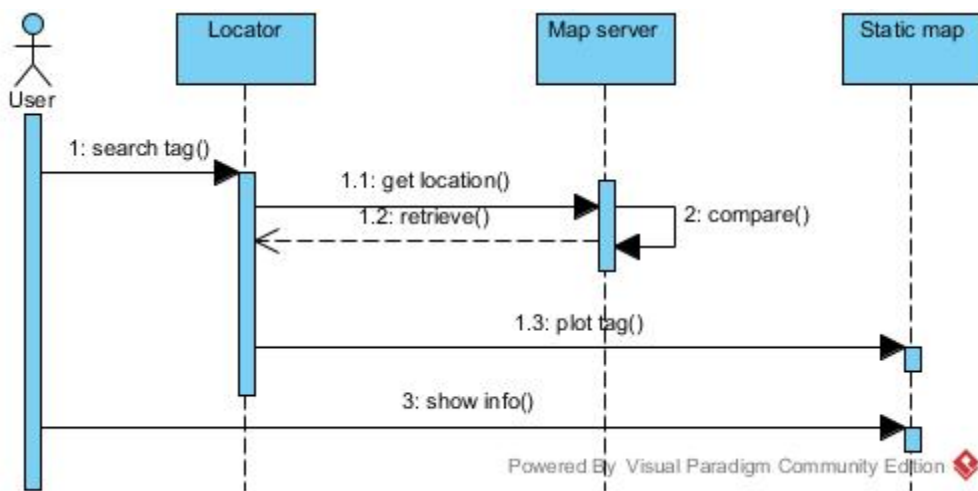 Locator
Map server
Static map
User
1: search tag()
1.1: get location()
1.2: retrieve()
2: compare()
1.3: plot tag()
3: show info()
Powered By Visual Paradigm Community Edition